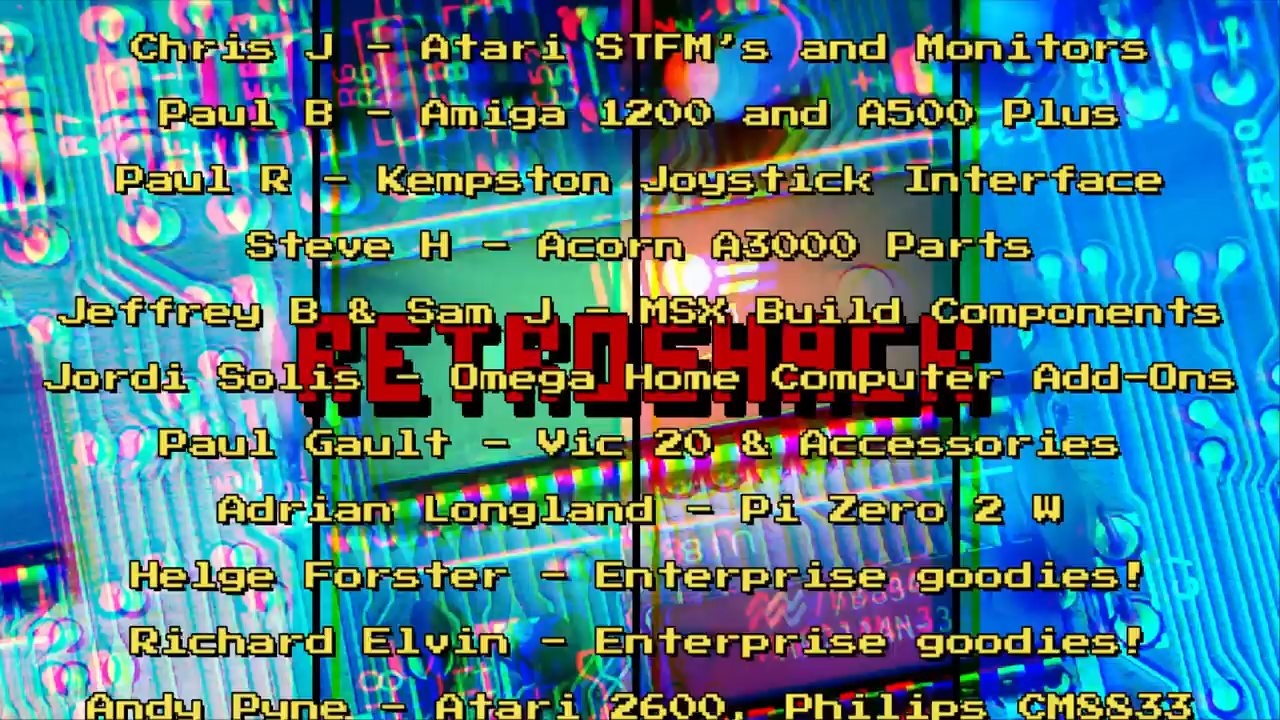 Chris J - Atari STFM's and Monitors
Paul B - Amiga 1200 and A500 Plus
Paul R - Kempston Joystick Interface
Steve H - Acorn A3000 Parts
Jeffrey B & Sam J - MSX Build Components
RETROSHACK
Jordi Solis - Omega Home Computer Add-Ons
Paul Gault - Vic 20 & Accessories
Adrian Longland - Pi Zero 2 W
Helge Forster - Enterprise goodies!
Richard Elvin - Enterprise goodies!
Andy Pyne - Atari 2600, Philips CM8833